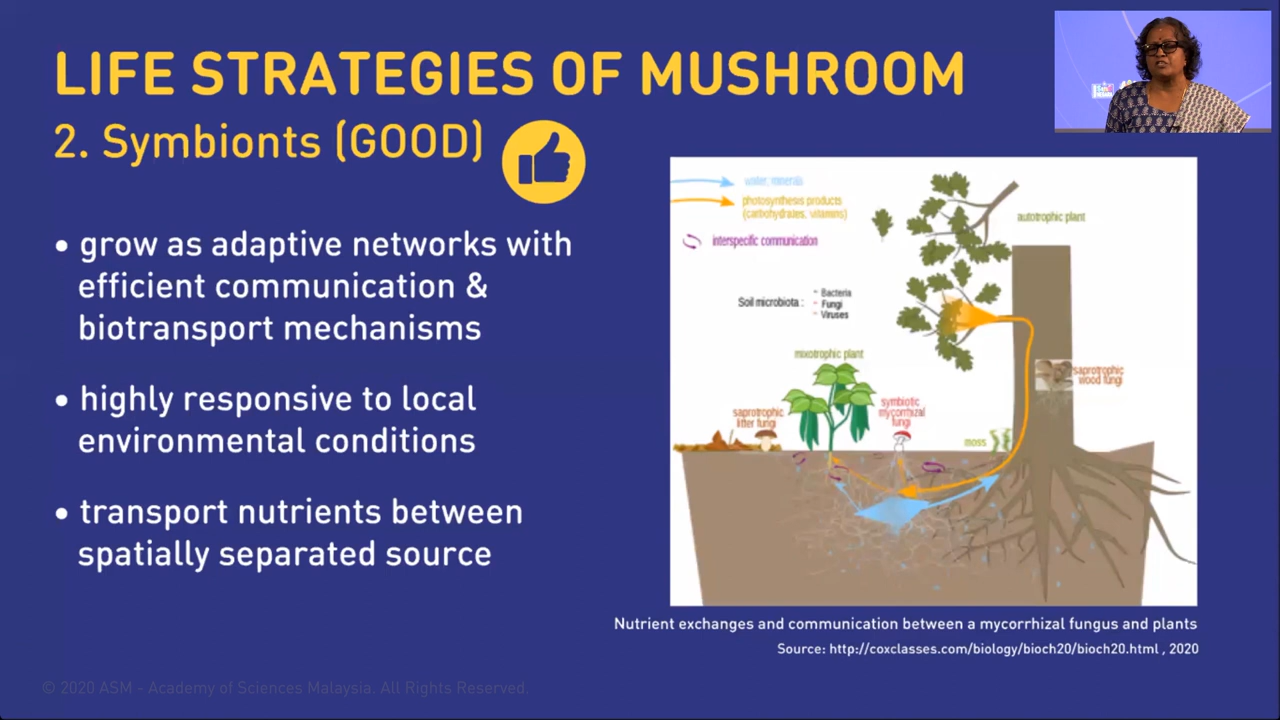 LIFE STRATEGIES OF MUSHROOM
2. Symbionts (GOOD)
• grow as adaptive networks with
efficient communication &
biotransport mechanisms
• highly responsive to local
environmental conditions
• transport nutrients between
spatially separated source
water, minerals
photosynthesis products
(carbohydrates, vitamins)
interspecific communication
autotrophic plant
Soil microbiota :
- Bacteria
- Fungi
- Viruses
mixotrophic plant
saprotrophic
wood fungi
saprotrophic
litter fungi
symbiotic
mycorrhizal
fungi
moss
Nutrient exchanges and communication between a mycorrhizal fungus and plants
Source: http://coxclasses.com/biology/bioch20/bioch20.html , 2020
© 2020 ASM - Academy of Sciences Malaysia. All Rights Reserved.